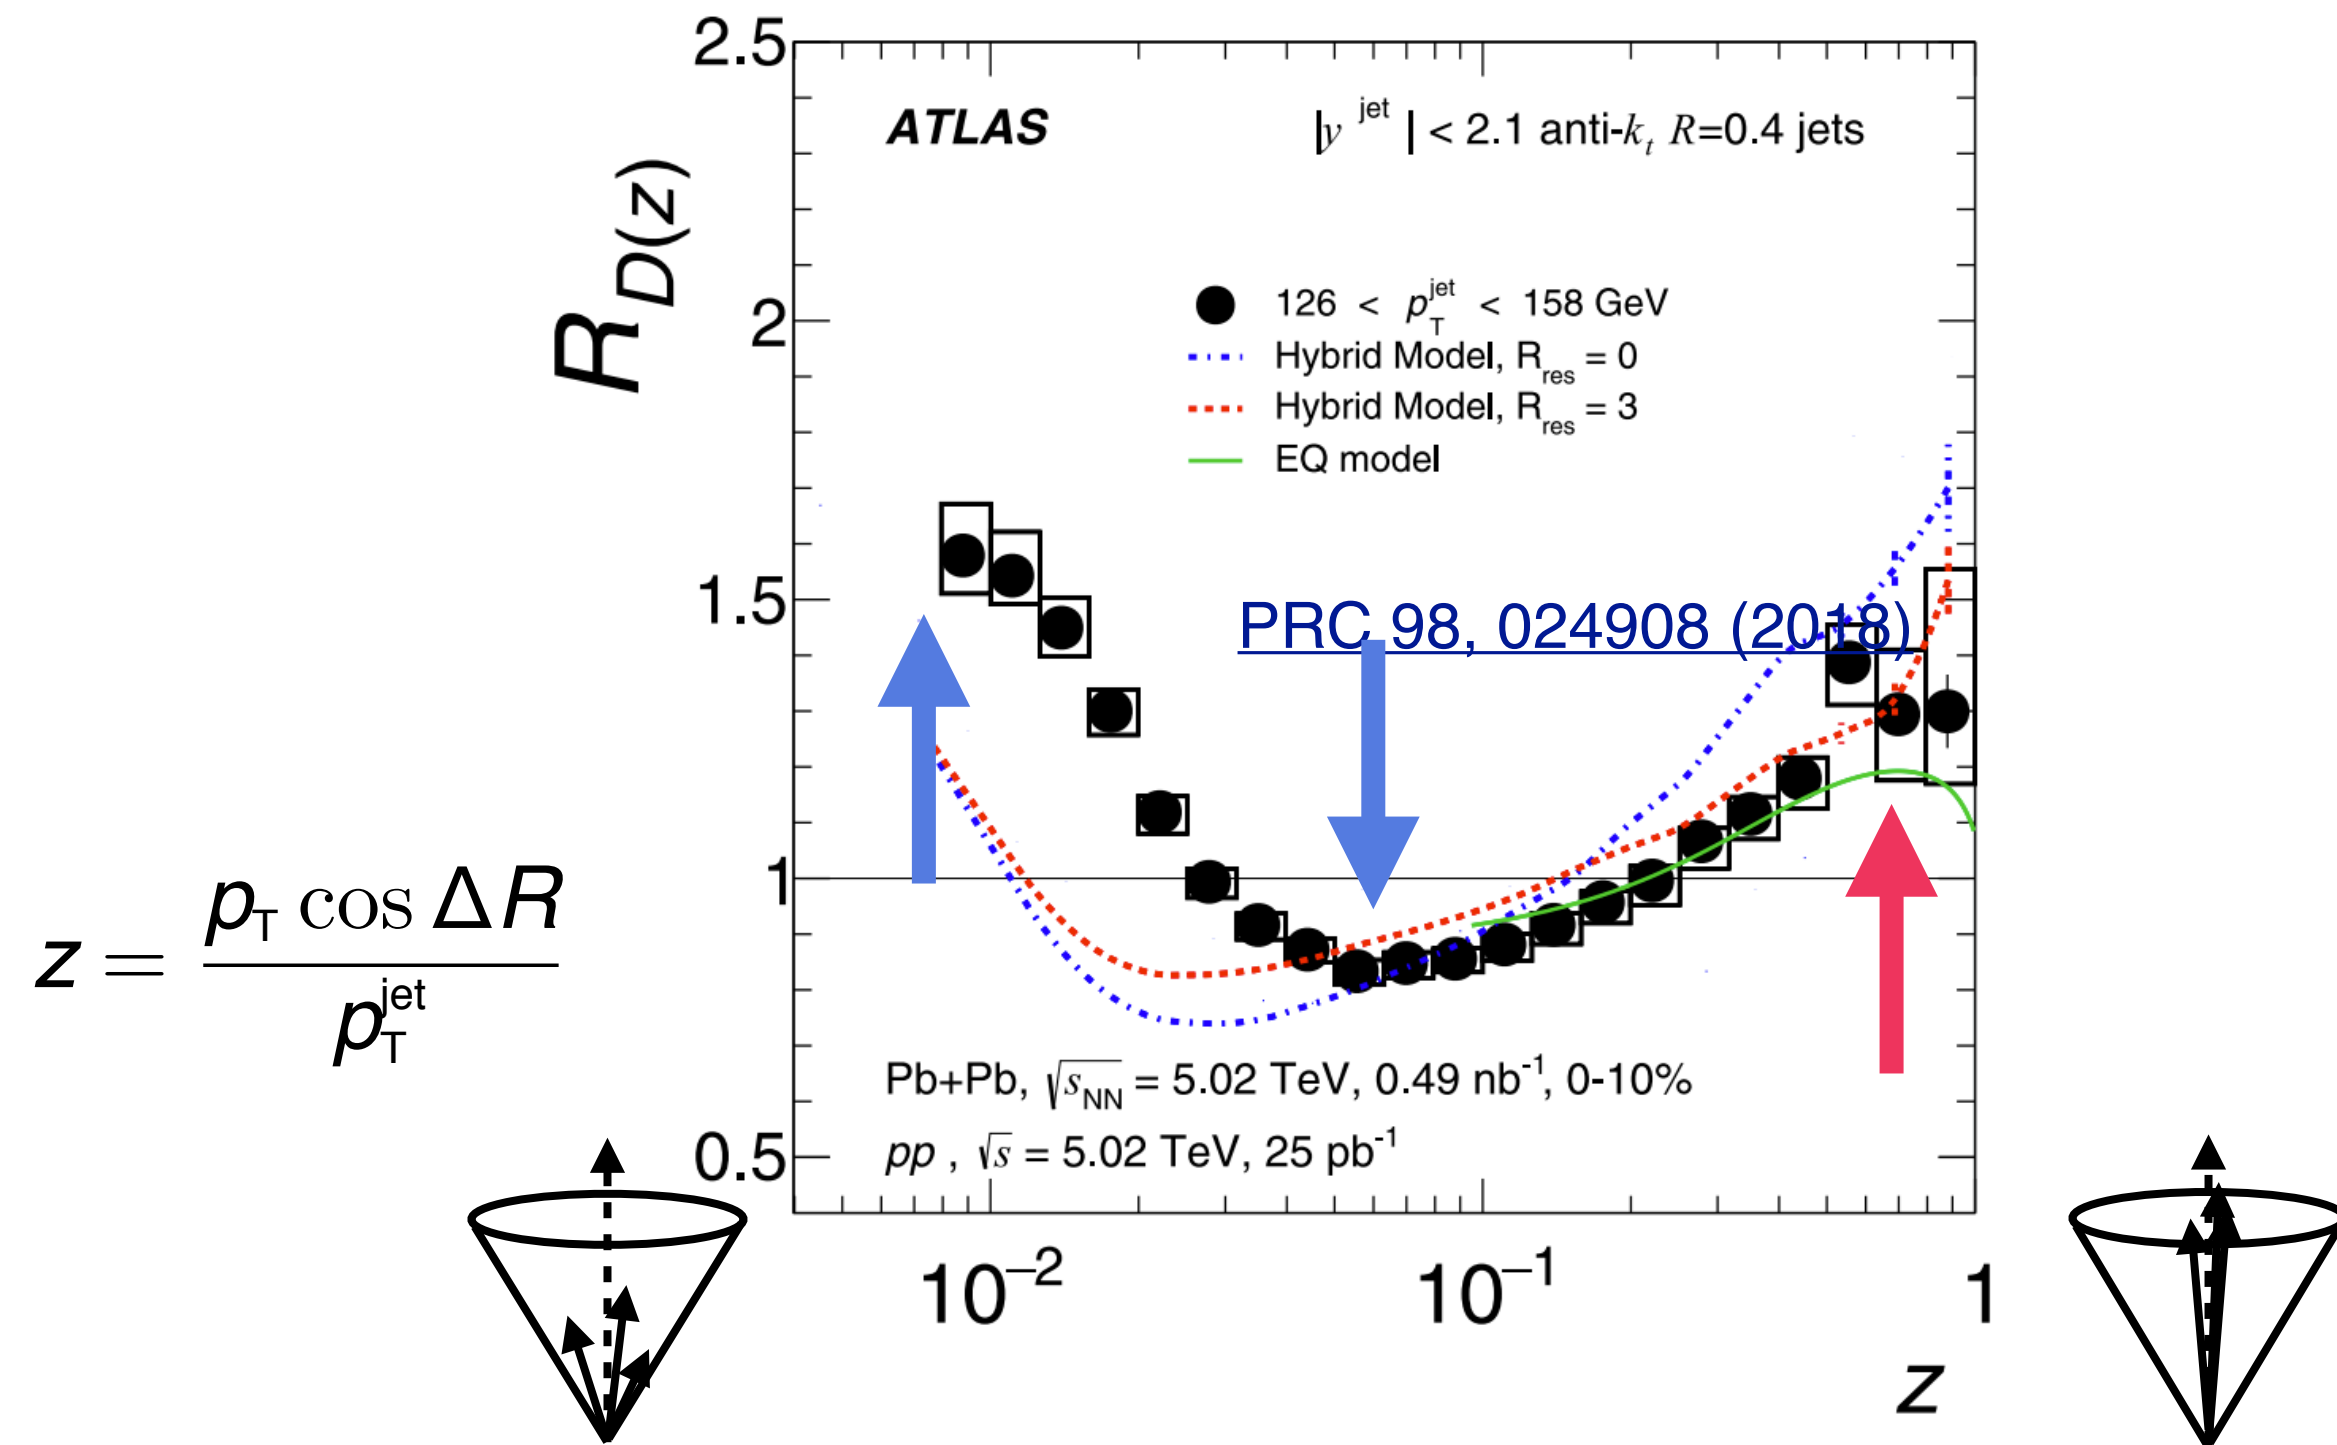 2.5
ATLAS
|y^jet| < 2.1 anti-k_t R=0.4 jets
R_D(z)
126 < p_T^jet < 158 GeV
2
Hybrid Model, R_res = 0
Hybrid Model, R_res = 3
EQ model
1.5
PRC 98, 024908 (2018)
1
z = p_T cos ΔR / p_T^jet
Pb+Pb, √s_NN = 5.02 TeV, 0.49 nb^-1, 0-10%
pp , √s = 5.02 TeV, 25 pb^-1
0.5
10^−2 10^−1 1
z